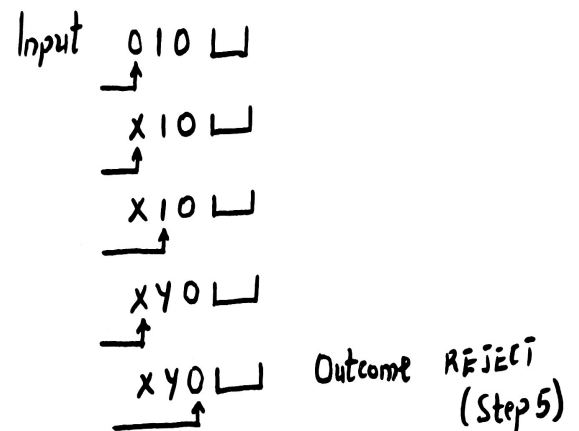 Input 010⊔
X10⊔
X10⊔
XY0⊔
XY0⊔ Outcome REJECT
(Step 5)